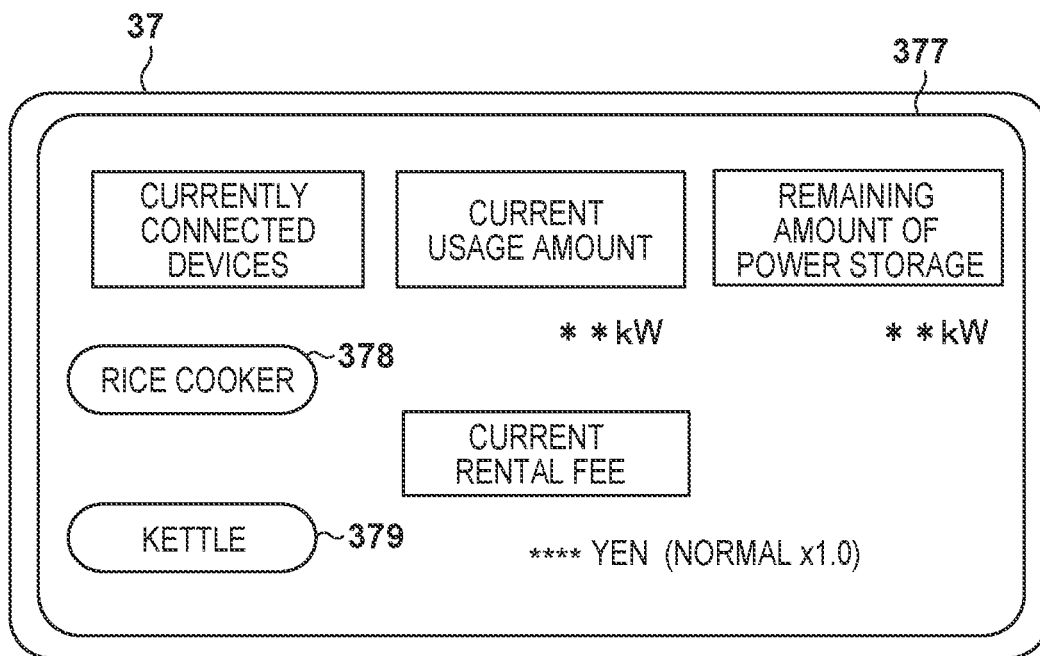 37
377
CURRENTLY
CONNECTED
DEVICES
CURRENT
USAGE AMOUNT
REMAINING
AMOUNT OF
POWER STORAGE
* * kW
* * kW
RICE COOKER
378
CURRENT
RENTAL FEE
KETTLE
379
**** YEN (NORMAL x1.0)